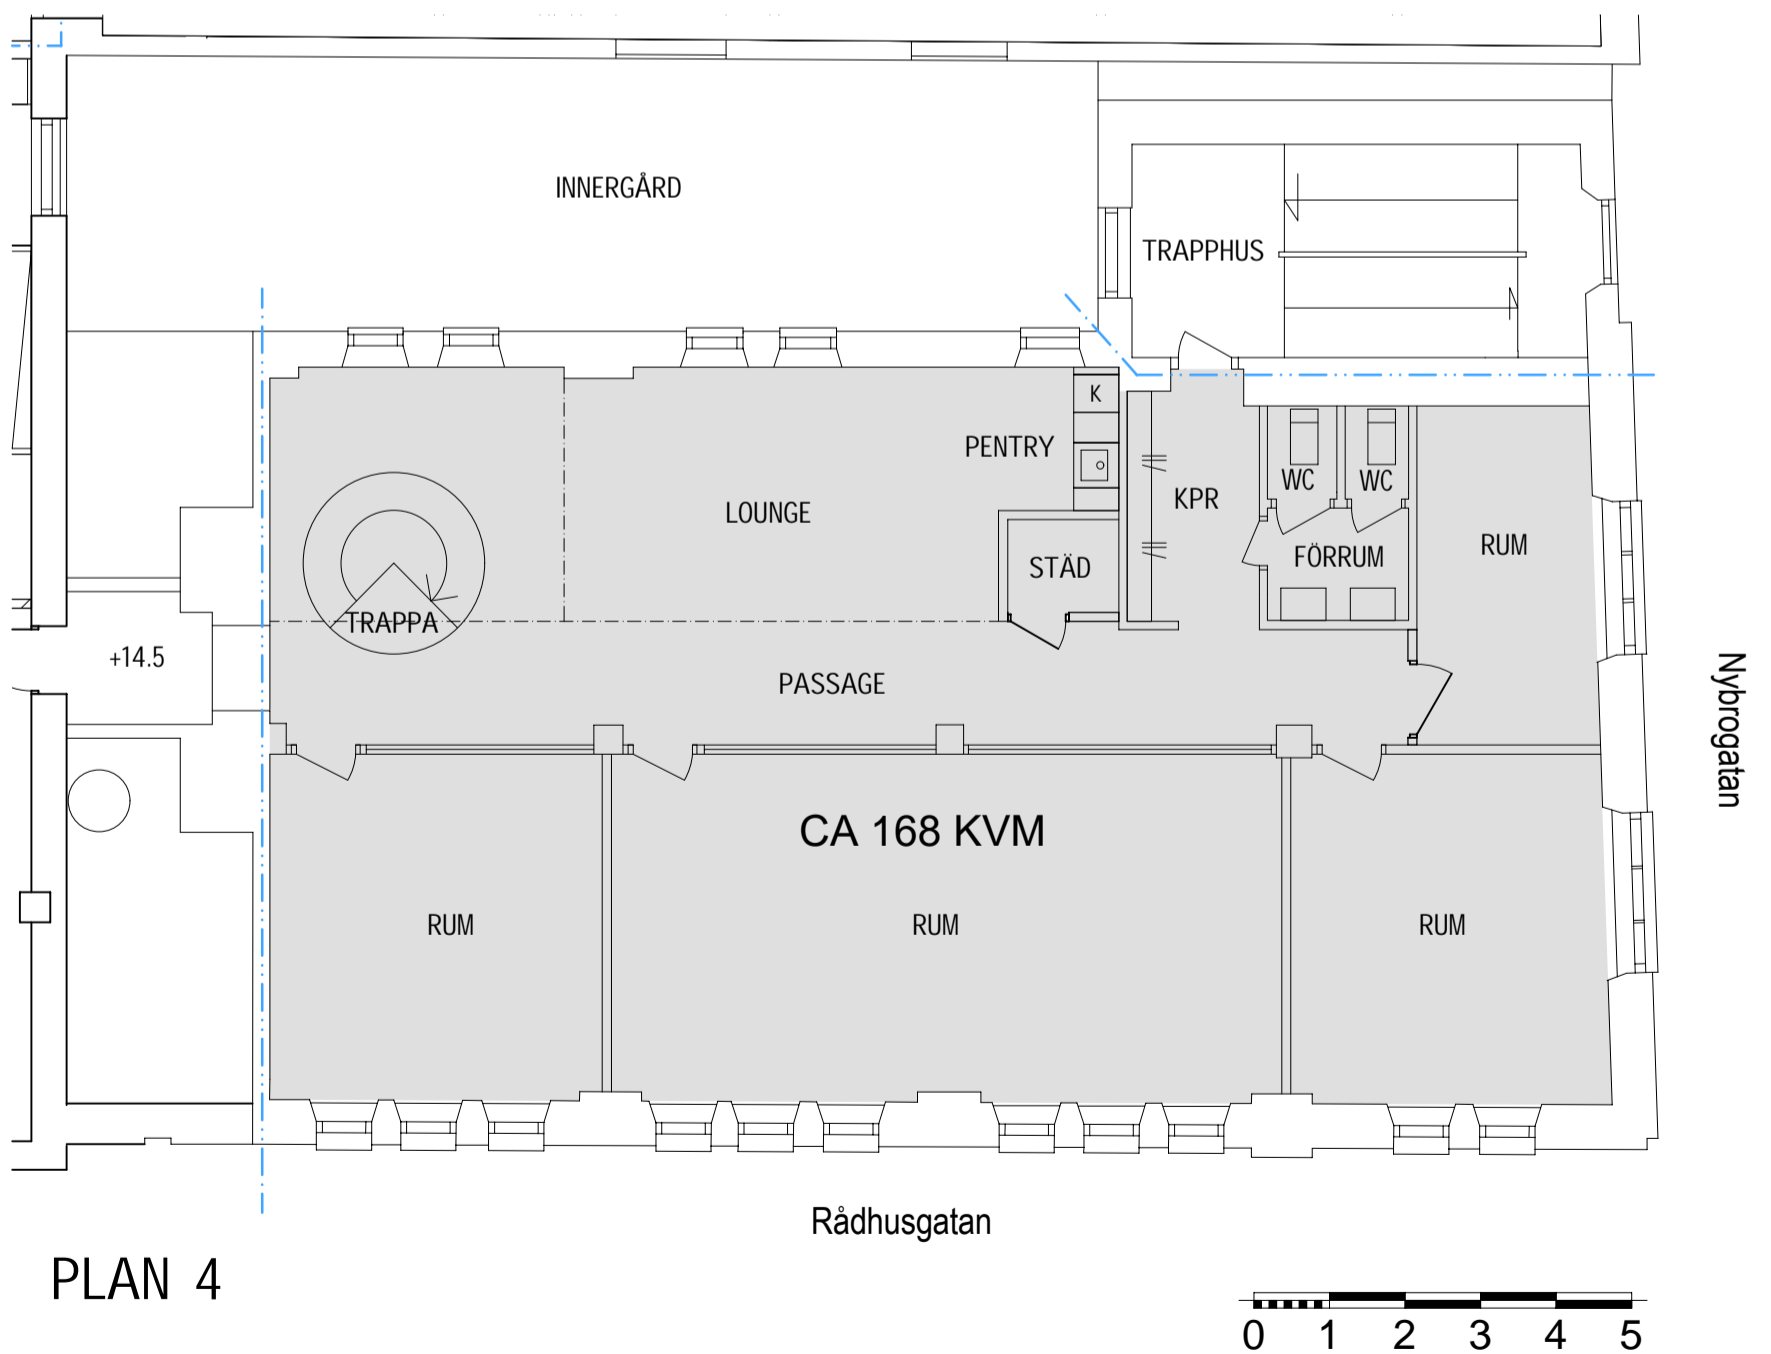 INNERGÅRD
TRAPPHUS
K
PENTRY
WC
WC
KPR
LOUNGE
RUM
FÖRRUM
STÄD
TRAPPA
+14.5
PASSAGE
Nybrogatan
CA 168 KVM
RUM
RUM
RUM
Rådhusgatan
PLAN 4
0 1 2 3 4 5